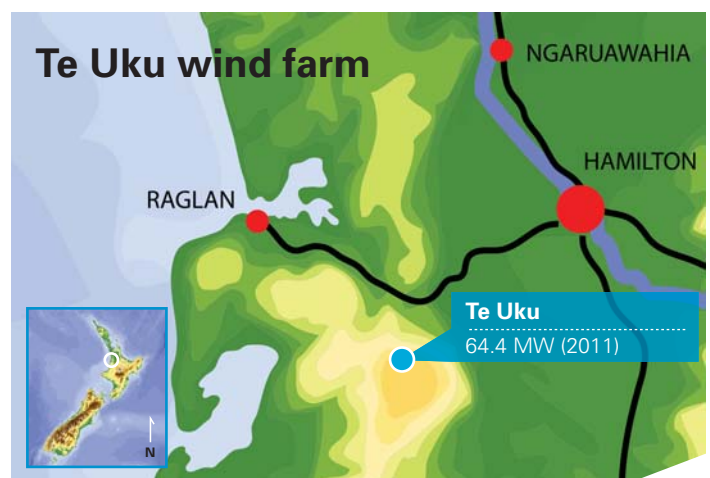 Te Uku wind farm
NGARUAWAHIA
HAMILTON
RAGLAN
Te Uku
64.4 MW (2011)
N